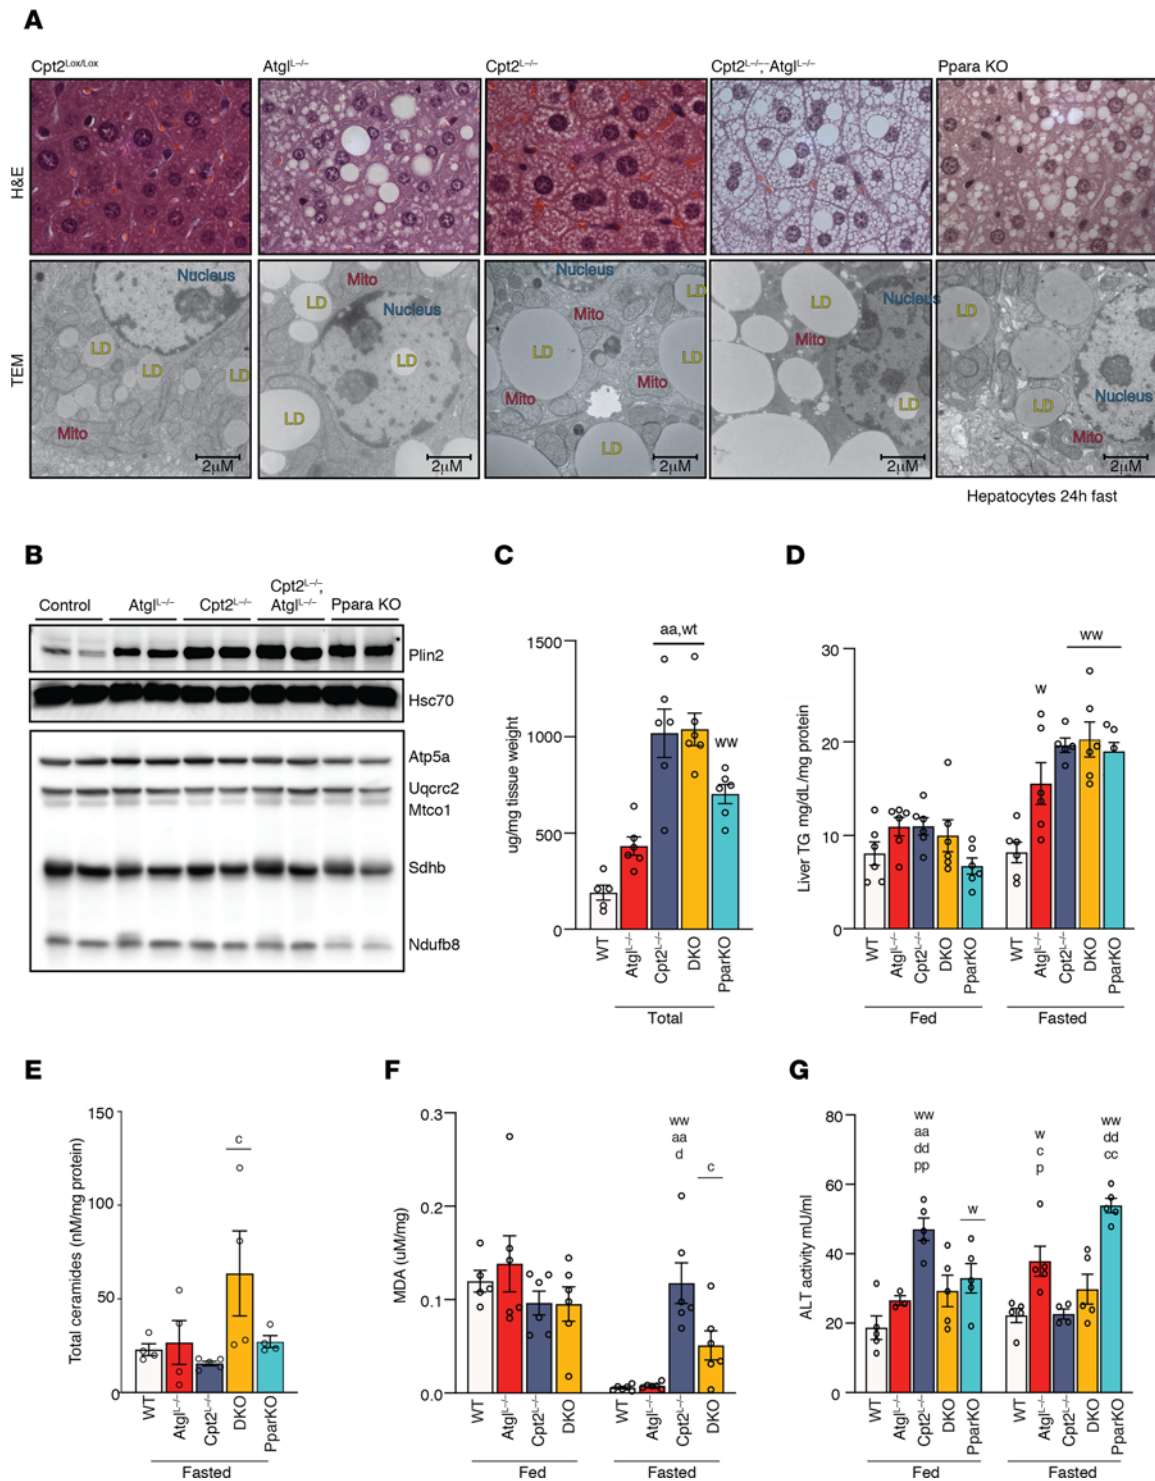 A
Cpt2Lox/Lox
AtglL–/–
Cpt2L–/–
Cpt2L–/–, AtglL–/–
Ppara KO
H&E
TEM
Nucleus
LD
LD
LD
Mito
2µM
LD
Mito
Nucleus
LD
LD
2µM
Nucleus
LD
Mito
LD
LD
Mito
Mito
LD
2µM
LD
Nucleus
Mito
LD
2µM
LD
Nucleus
LD
Mito
2µM
Hepatocytes 24h fast
B
Control
AtglL–/–
Cpt2L–/–
Cpt2L–/–,
AtglL–/–
Ppara KO
Plin2
Hsc70
Atp5a
Uqcrc2
Mtco1
Sdhb
Ndufb8
C
ug/mg tissue weight
1500
1000
500
0
aa,wt
ww
WT
AtglL–/–
Cpt2L–/–
DKO
PparKO
Total
D
Liver TG mg/dL/mg protein
30
20
10
0
w
ww
WT
AtglL–/–
Cpt2L–/–
DKO
PparKO
Fed
WT
AtglL–/–
Cpt2L–/–
DKO
PparKO
Fasted
E
Total ceramides (nM/mg protein)
150
100
50
0
c
WT
AtglL–/–
Cpt2L–/–
DKO
PparKO
Fasted
F
MDA (uM/mg)
0.3
0.2
0.1
0.0
ww
aa
d
c
WT
AtglL–/–
Cpt2L–/–
DKO
Fed
WT
AtglL–/–
Cpt2L–/–
DKO
Fasted
G
ALT activity mU/ml
80
60
40
20
0
ww
aa
dd
pp
w
w
c
p
ww
dd
cc
WT
AtglL–/–
Cpt2L–/–
DKO
PparKO
Fed
WT
AtglL–/–
Cpt2L–/–
DKO
PparKO
Fasted